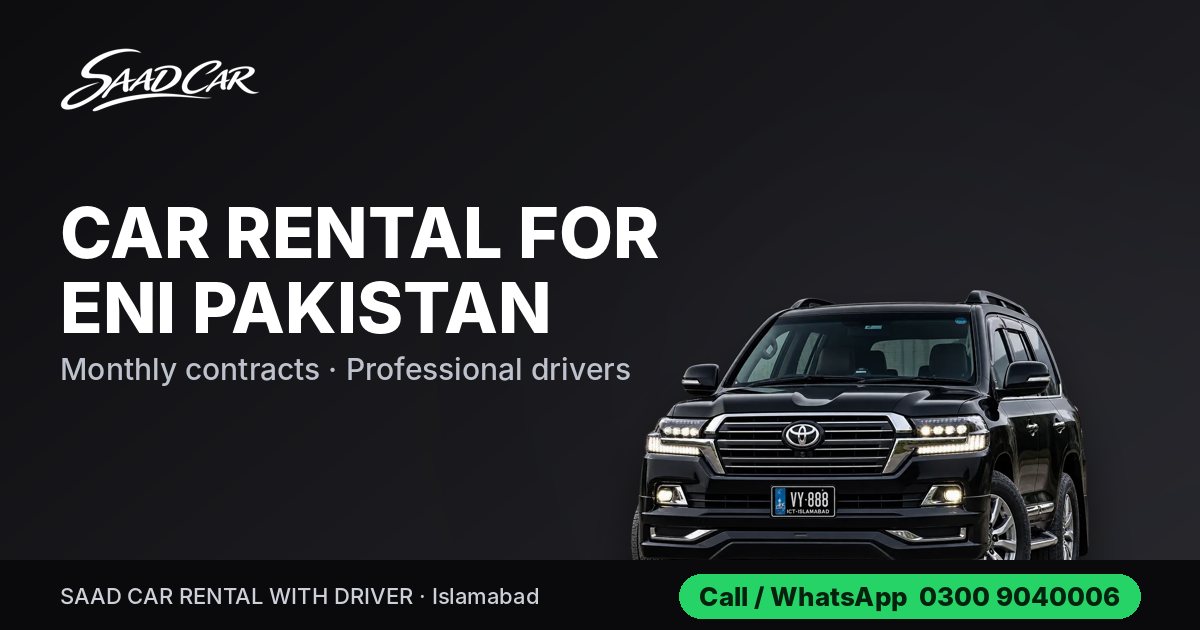 SAAD CAR
CAR RENTAL FOR
ENI PAKISTAN
Monthly contracts · Professional drivers
VY·888
ICT-ISLAMABAD
SAAD CAR RENTAL WITH DRIVER · Islamabad
Call / WhatsApp 0300 9040006